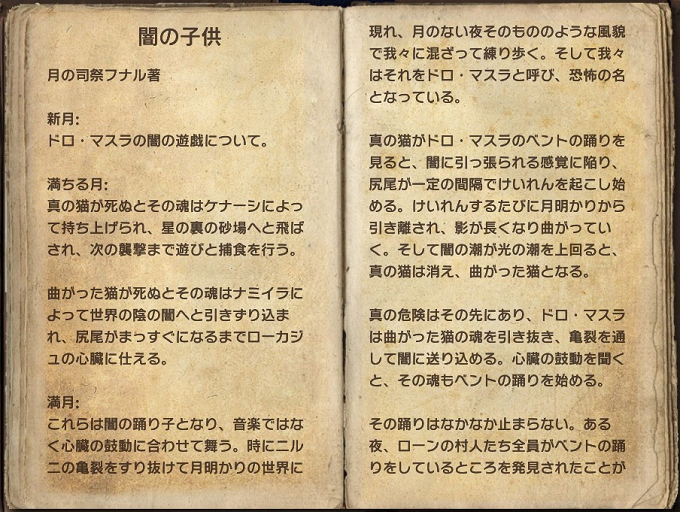 闇の子供
月の司祭フナル著
新月:
ドロ・マスラの闇の遊戯について。
満ちる月:
真の猫が死ぬとその魂はケナーシによっ
て持ち上げられ、星の裏の砂場へと飛ば
され、次の襲撃まで遊びと捕食を行う。
曲がった猫が死ぬとその魂はナミイラに
よって世界の陰の闇へと引きずり込ま
れ、尻尾がまっすぐになるまでローカジ
ュの心臓に仕える。
満月:
これらは闇の踊り子となり、音楽ではな
く心臓の鼓動に合わせて舞う。時にニル
ニの亀裂をすり抜けて月明かりの世界に
現れ、月のない夜そのもののような風貌
で我々に混ざって練り歩く。そして我々
はそれをドロ・マスラと呼び、恐怖の名
となっている。
真の猫がドロ・マスラのベントの踊りを
見ると、闇に引っ張られる感覚に陥り、
尻尾が一定の間隔でけいれんを起こし始
める。けいれんするたびに月明かりから
引き離され、影が長くなり曲がってい
く。そして闇の潮が光の潮を上回ると、
真の猫は消え、曲がった猫となる。
真の危険はその先にあり、ドロ・マスラ
は曲がった猫の魂を引き抜き、亀裂を通
して闇に送り込める。心臓の鼓動を聞く
と、その魂もベントの踊りを始める。
その踊りはなかなか止まらない。ある
夜、ローンの村人たち全員がベントの踊
りをしているところを発見されたことが